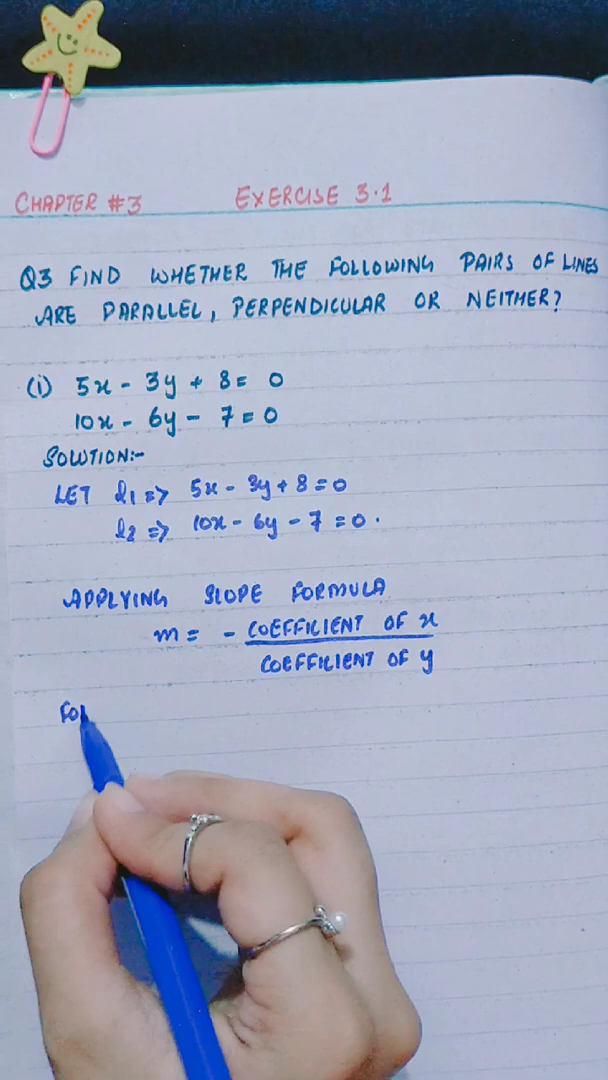 CHAPTER #3 EXERCISE 3.1
Q3 FIND WHETHER THE FOLLOWING PAIRS OF LINES
ARE PARALLEL, PERPENDICULAR OR NEITHER?
(i) 5x - 3y + 8 = 0
10x - 6y - 7 = 0
SOLUTION:-
LET l1 => 5x - 3y + 8 = 0
l2 => 10x - 6y - 7 = 0.
APPLYING SLOPE FORMULA
m = - COEFFICIENT OF x
COEFFICIENT OF y
FO